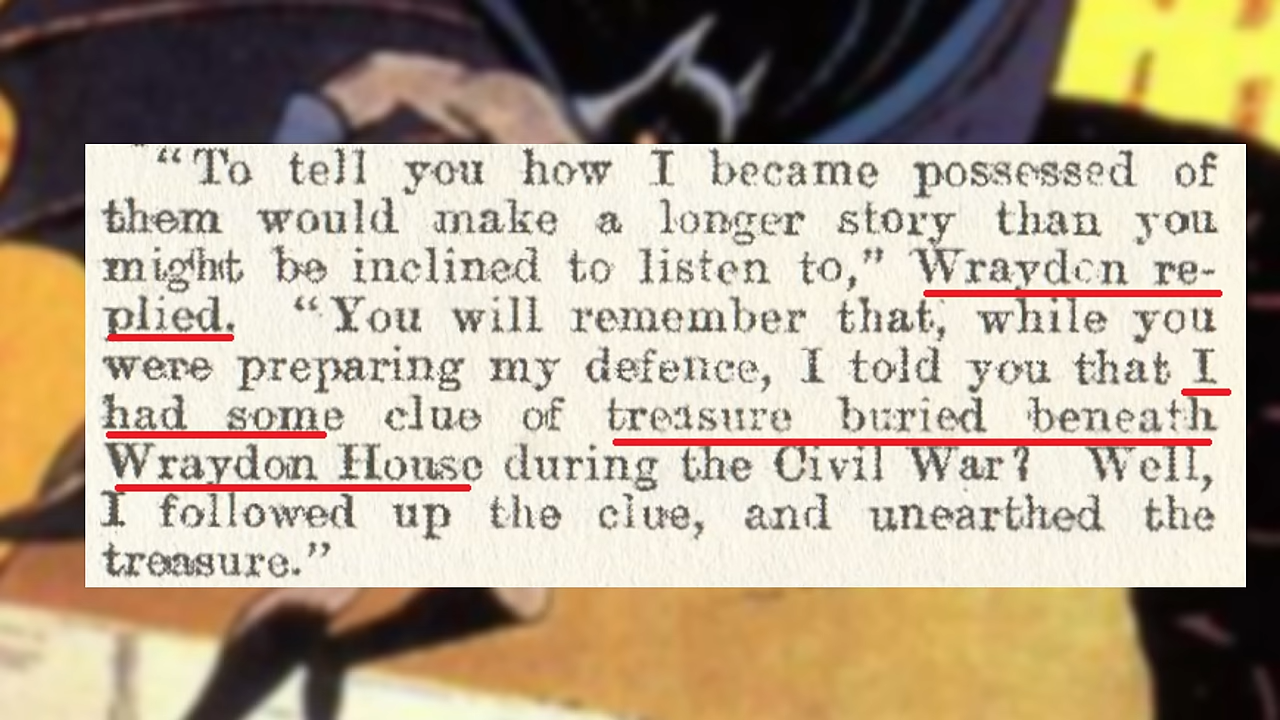 “To tell you how I became possessed of
them would make a longer story than you
might be inclined to listen to,” Wraydon re-
plied. “You will remember that, while you
were preparing my defence, I told you that I
had some clue of treasure buried beneath
Wraydon House during the Civil War? Well,
I followed up the clue, and unearthed the
treasure.”